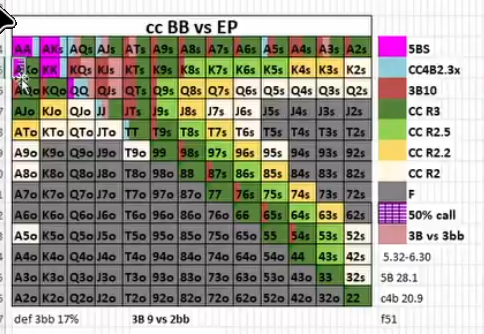 cc BB vs EP
AA AKs AQs AJs ATs A9s A8s A7s A6s A5s A4s A3s A2s 5BS
KK KQs KJs KTs K9s K8s K7s K6s K5s K4s K3s K2s CC4B2.3x
KQo QQ QJs QTs Q9s Q8s Q7s Q6s Q5s Q4s Q3s Q2s 3B10
AJo KJo QJo JJ JTs J9s J8s J7s J6s J5s J4s J3s J2s CC R3
ATo KTo QTo JTo TT T9s T8s T7s T6s T5s T4s T3s T2s CC R2.5
A9o K9o Q9o J9o T9o 99 98s 97s 96s 95s 94s 93s 92s CC R2.2
A8o K8o Q8o J8o T8o 98o 88 87s 86s 85s 84s 83s 82s CC R2
A7o K7o Q7o J7o T7o 97o 87o 77 76s 75s 74s 73s 72s F
A6o K6o Q6o J6o T6o 96o 86o 76o 66 65s 64s 63s 62s 50% call
A5o K5o Q5o J5o T5o 95o 85o 75o 65o 55 54s 53s 52s 3B vs 3bb
A4o K4o Q4o J4o T4o 94o 84o 74o 64o 54o 44 43s 42s 5.32-6.30
A3o K3o Q3o J3o T3o 93o 83o 73o 63o 53o 43o 33 32s 5B 28.1
A2o K2o Q2o J2o T2o 92o 82o 72o 62o 52o 42o 32o 22 c4b 20.9
def 3bb 17% 3B 9 vs 2bb f51